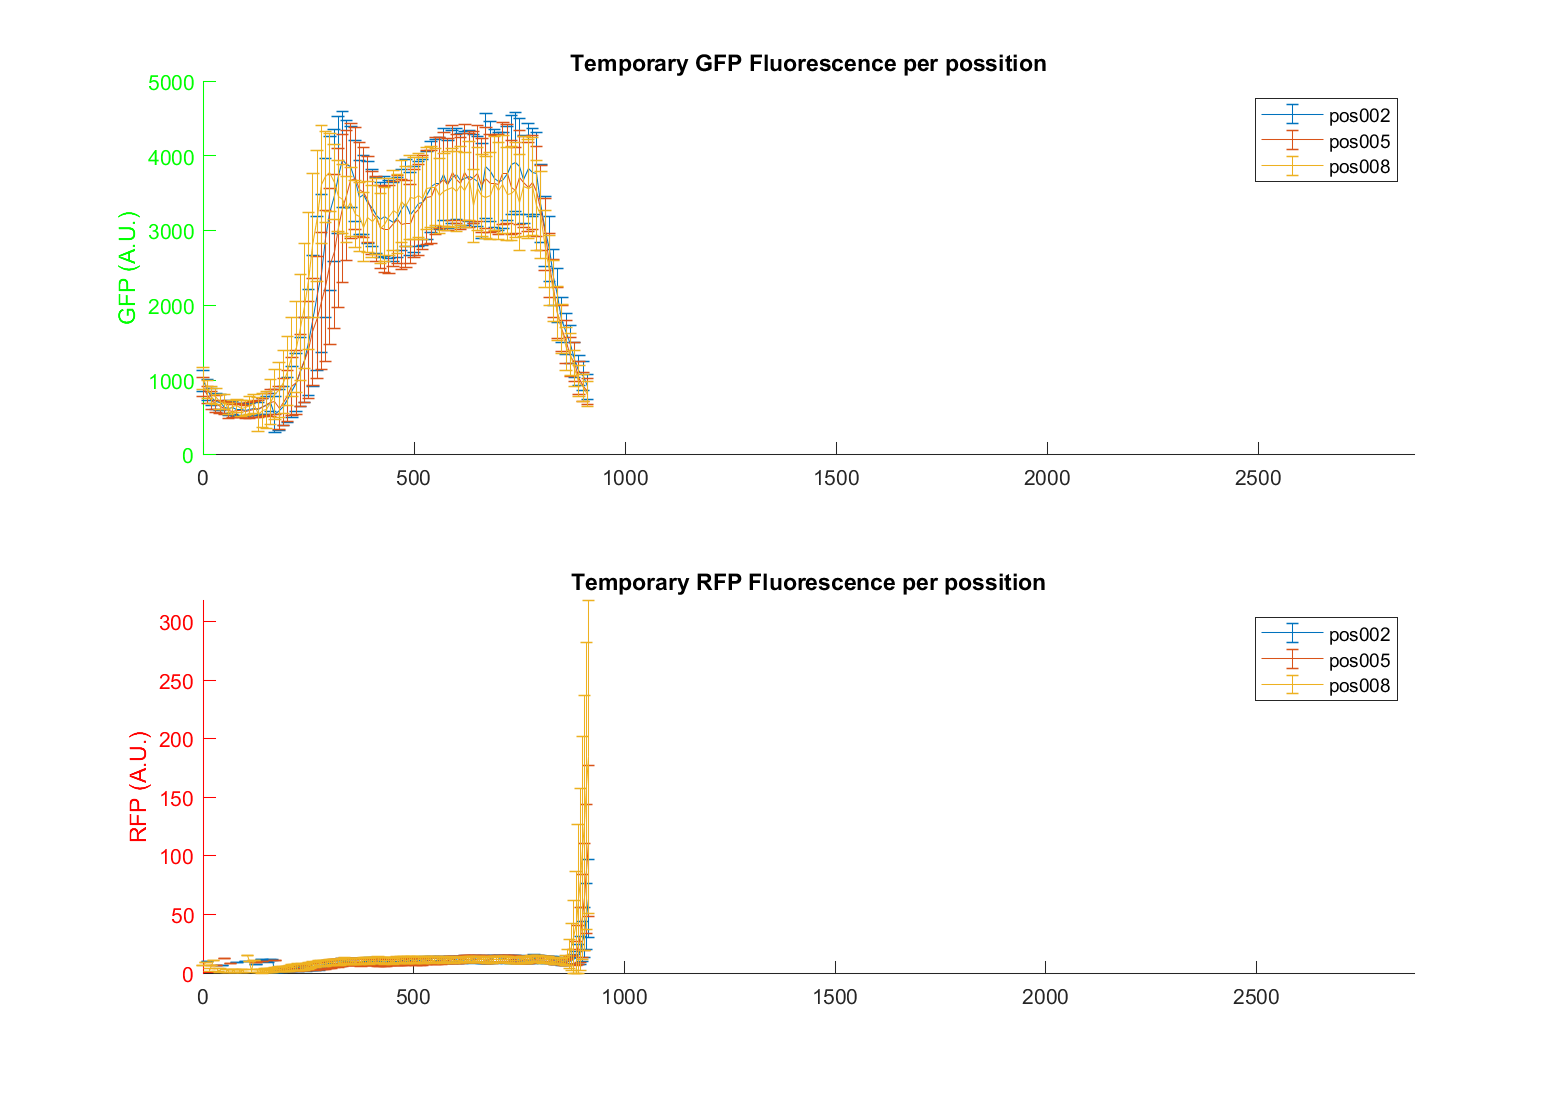 Temporary GFP Fluorescence per possition
5000
4000
3000
2000
1000
0
GFP (A.U.)
0 500 1000 1500 2000 2500
pos002
pos005
pos008
Temporary RFP Fluorescence per possition
300
250
200
150
100
50
0
RFP (A.U.)
0 500 1000 1500 2000 2500
pos002
pos005
pos008